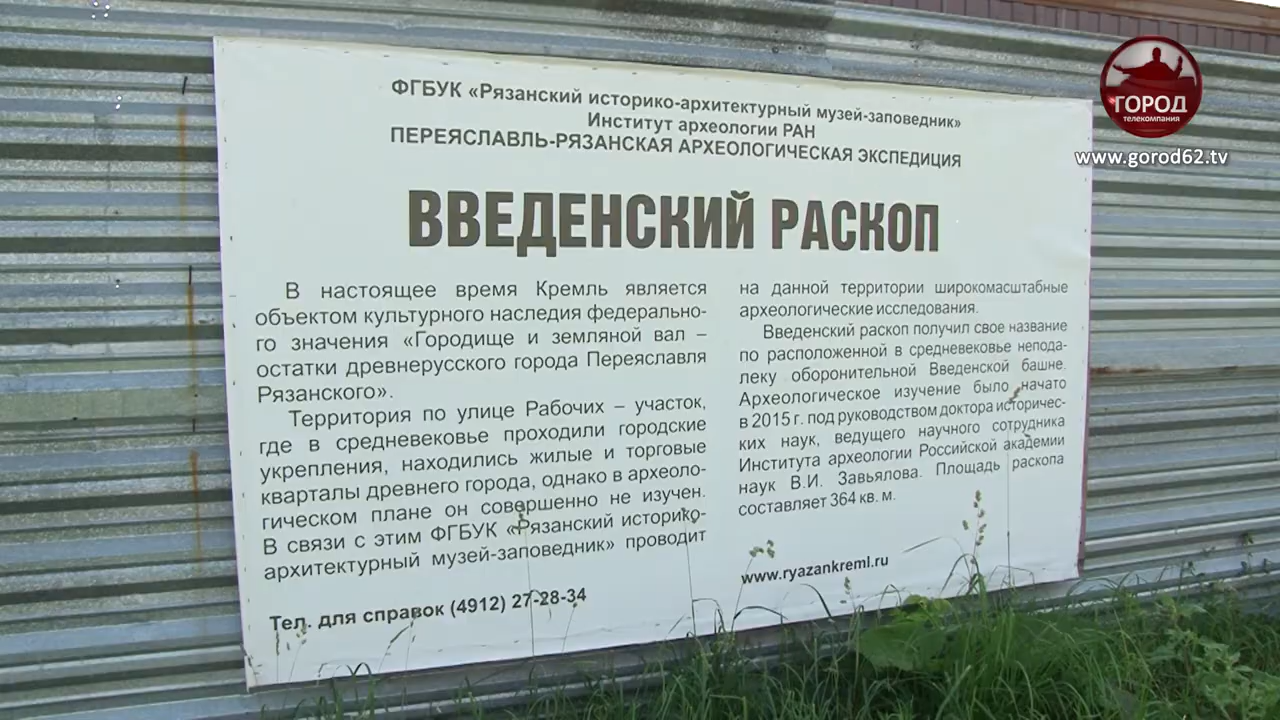 ФГБУК «Рязанский историко-архитектурный музей-заповедник»
Институт археологии РАН
ПЕРЕЯСЛАВЛЬ-РЯЗАНСКАЯ АРХЕОЛОГИЧЕСКАЯ ЭКСПЕДИЦИЯ
ВВЕДЕНСКИЙ РАСКОП
В настоящее время Кремль является
объектом культурного наследия федерально-
го значения «Городище и земляной вал –
остатки древнерусского города Переяславля
Рязанского».
Территория по улице Рабочих – участок,
где в средневековье проходили городские
укрепления, находились жилые и торговые
кварталы древнего города, однако в археоло-
гическом плане он совершенно не изучен.
В связи с этим ФГБУК «Рязанский историко-
архитектурный музей-заповедник» проводит
на данной территории широкомасштабные
археологические исследования.
Введенский раскоп получил свое название
по расположенной в средневековье непода-
леку оборонительной Введенской башне.
Археологическое изучение было начато
в 2015 г. под руководством доктора историчес-
ких наук, ведущего научного сотрудника
Института археологии Российской академии
наук В.И. Завьялова. Площадь раскопа
составляет 364 кв. м.
Тел. для справок (4912) 27-28-34
www.ryazankreml.ru
ГОРОД
телекомпания
www.gorod62.tv